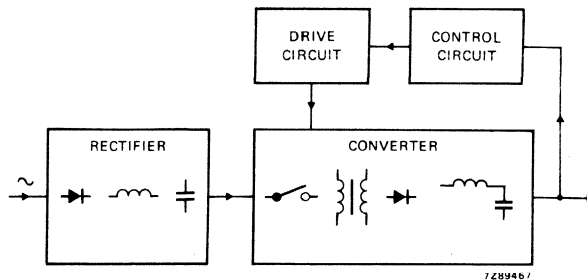 DRIVE
CIRCUIT
CONTROL
CIRCUIT
RECTIFIER
CONVERTER
~
7Z89467